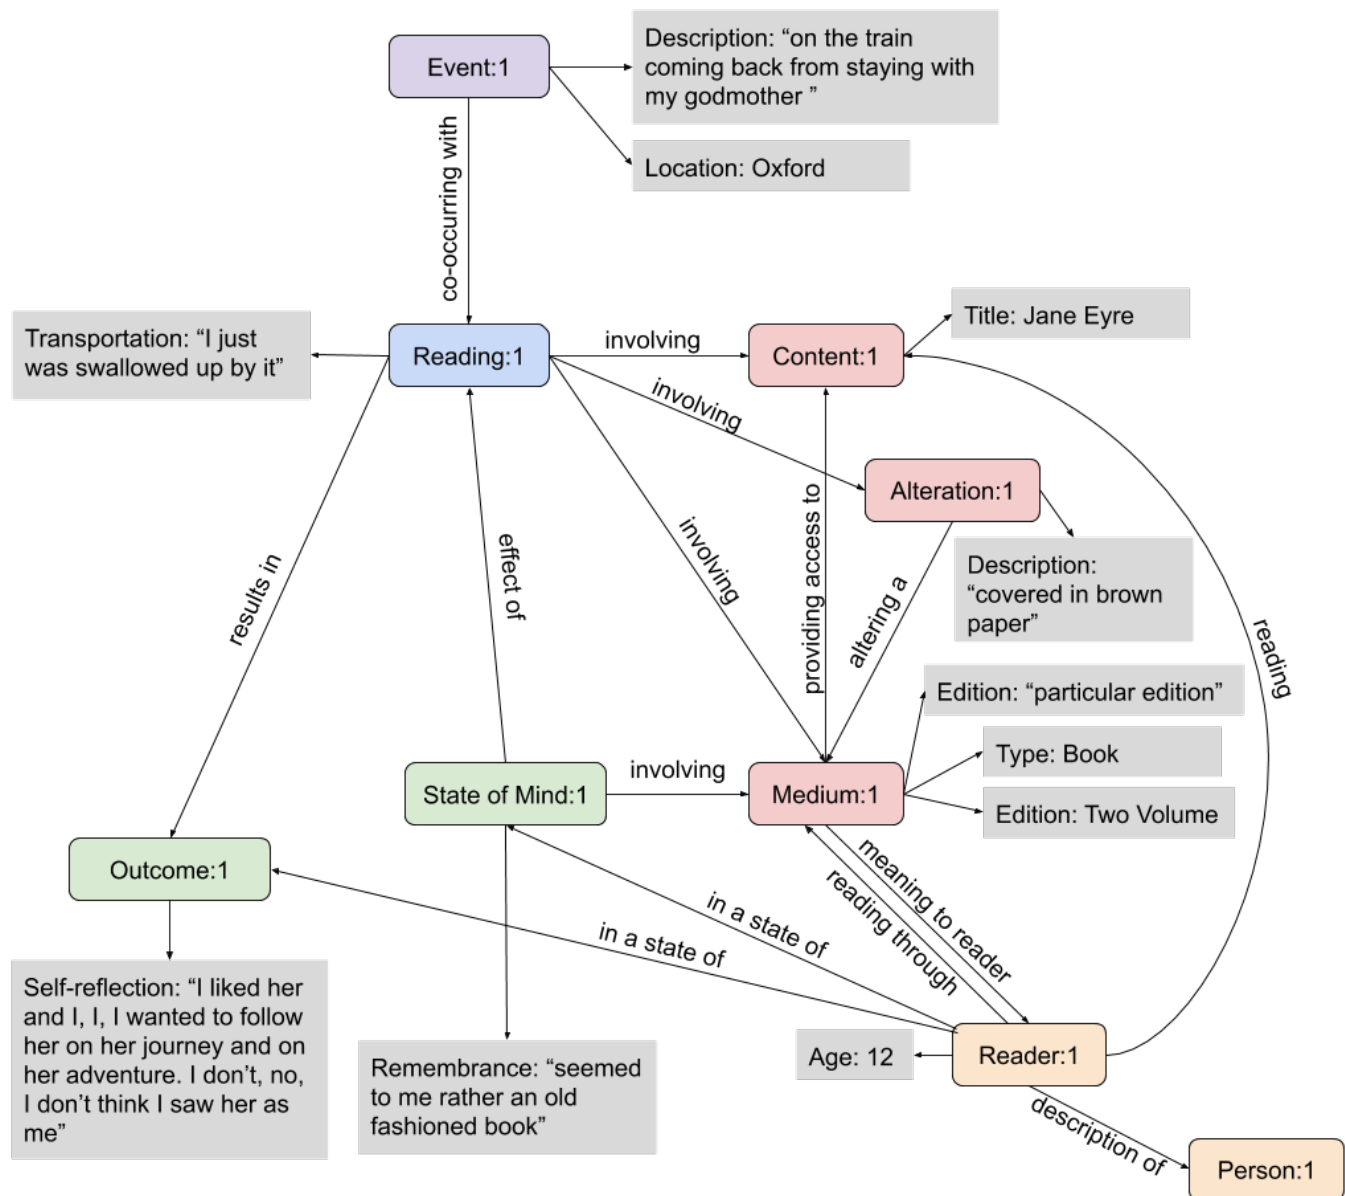 Event:1
Description: “on the train
coming back from staying with
my godmother ”
Location: Oxford
co-occurring with
Transportation: “I just
was swallowed up by it”
Reading:1
involving
Content:1
Title: Jane Eyre
involving
Alteration:1
Description:
“covered in brown
paper”
involving
providing access to
altering a
reading
effect of
results in
Edition: “particular edition”
Type: Book
Edition: Two Volume
State of Mind:1
involving
Medium:1
Outcome:1
meaning to reader
reading through
in a state of
in a state of
Self-reflection: “I liked her
and I, I, I wanted to follow
her on her journey and on
her adventure. I don’t, no,
I don’t think I saw her as
me”
Remembrance: “seemed
to me rather an old
fashioned book”
Age: 12
Reader:1
description of
Person:1